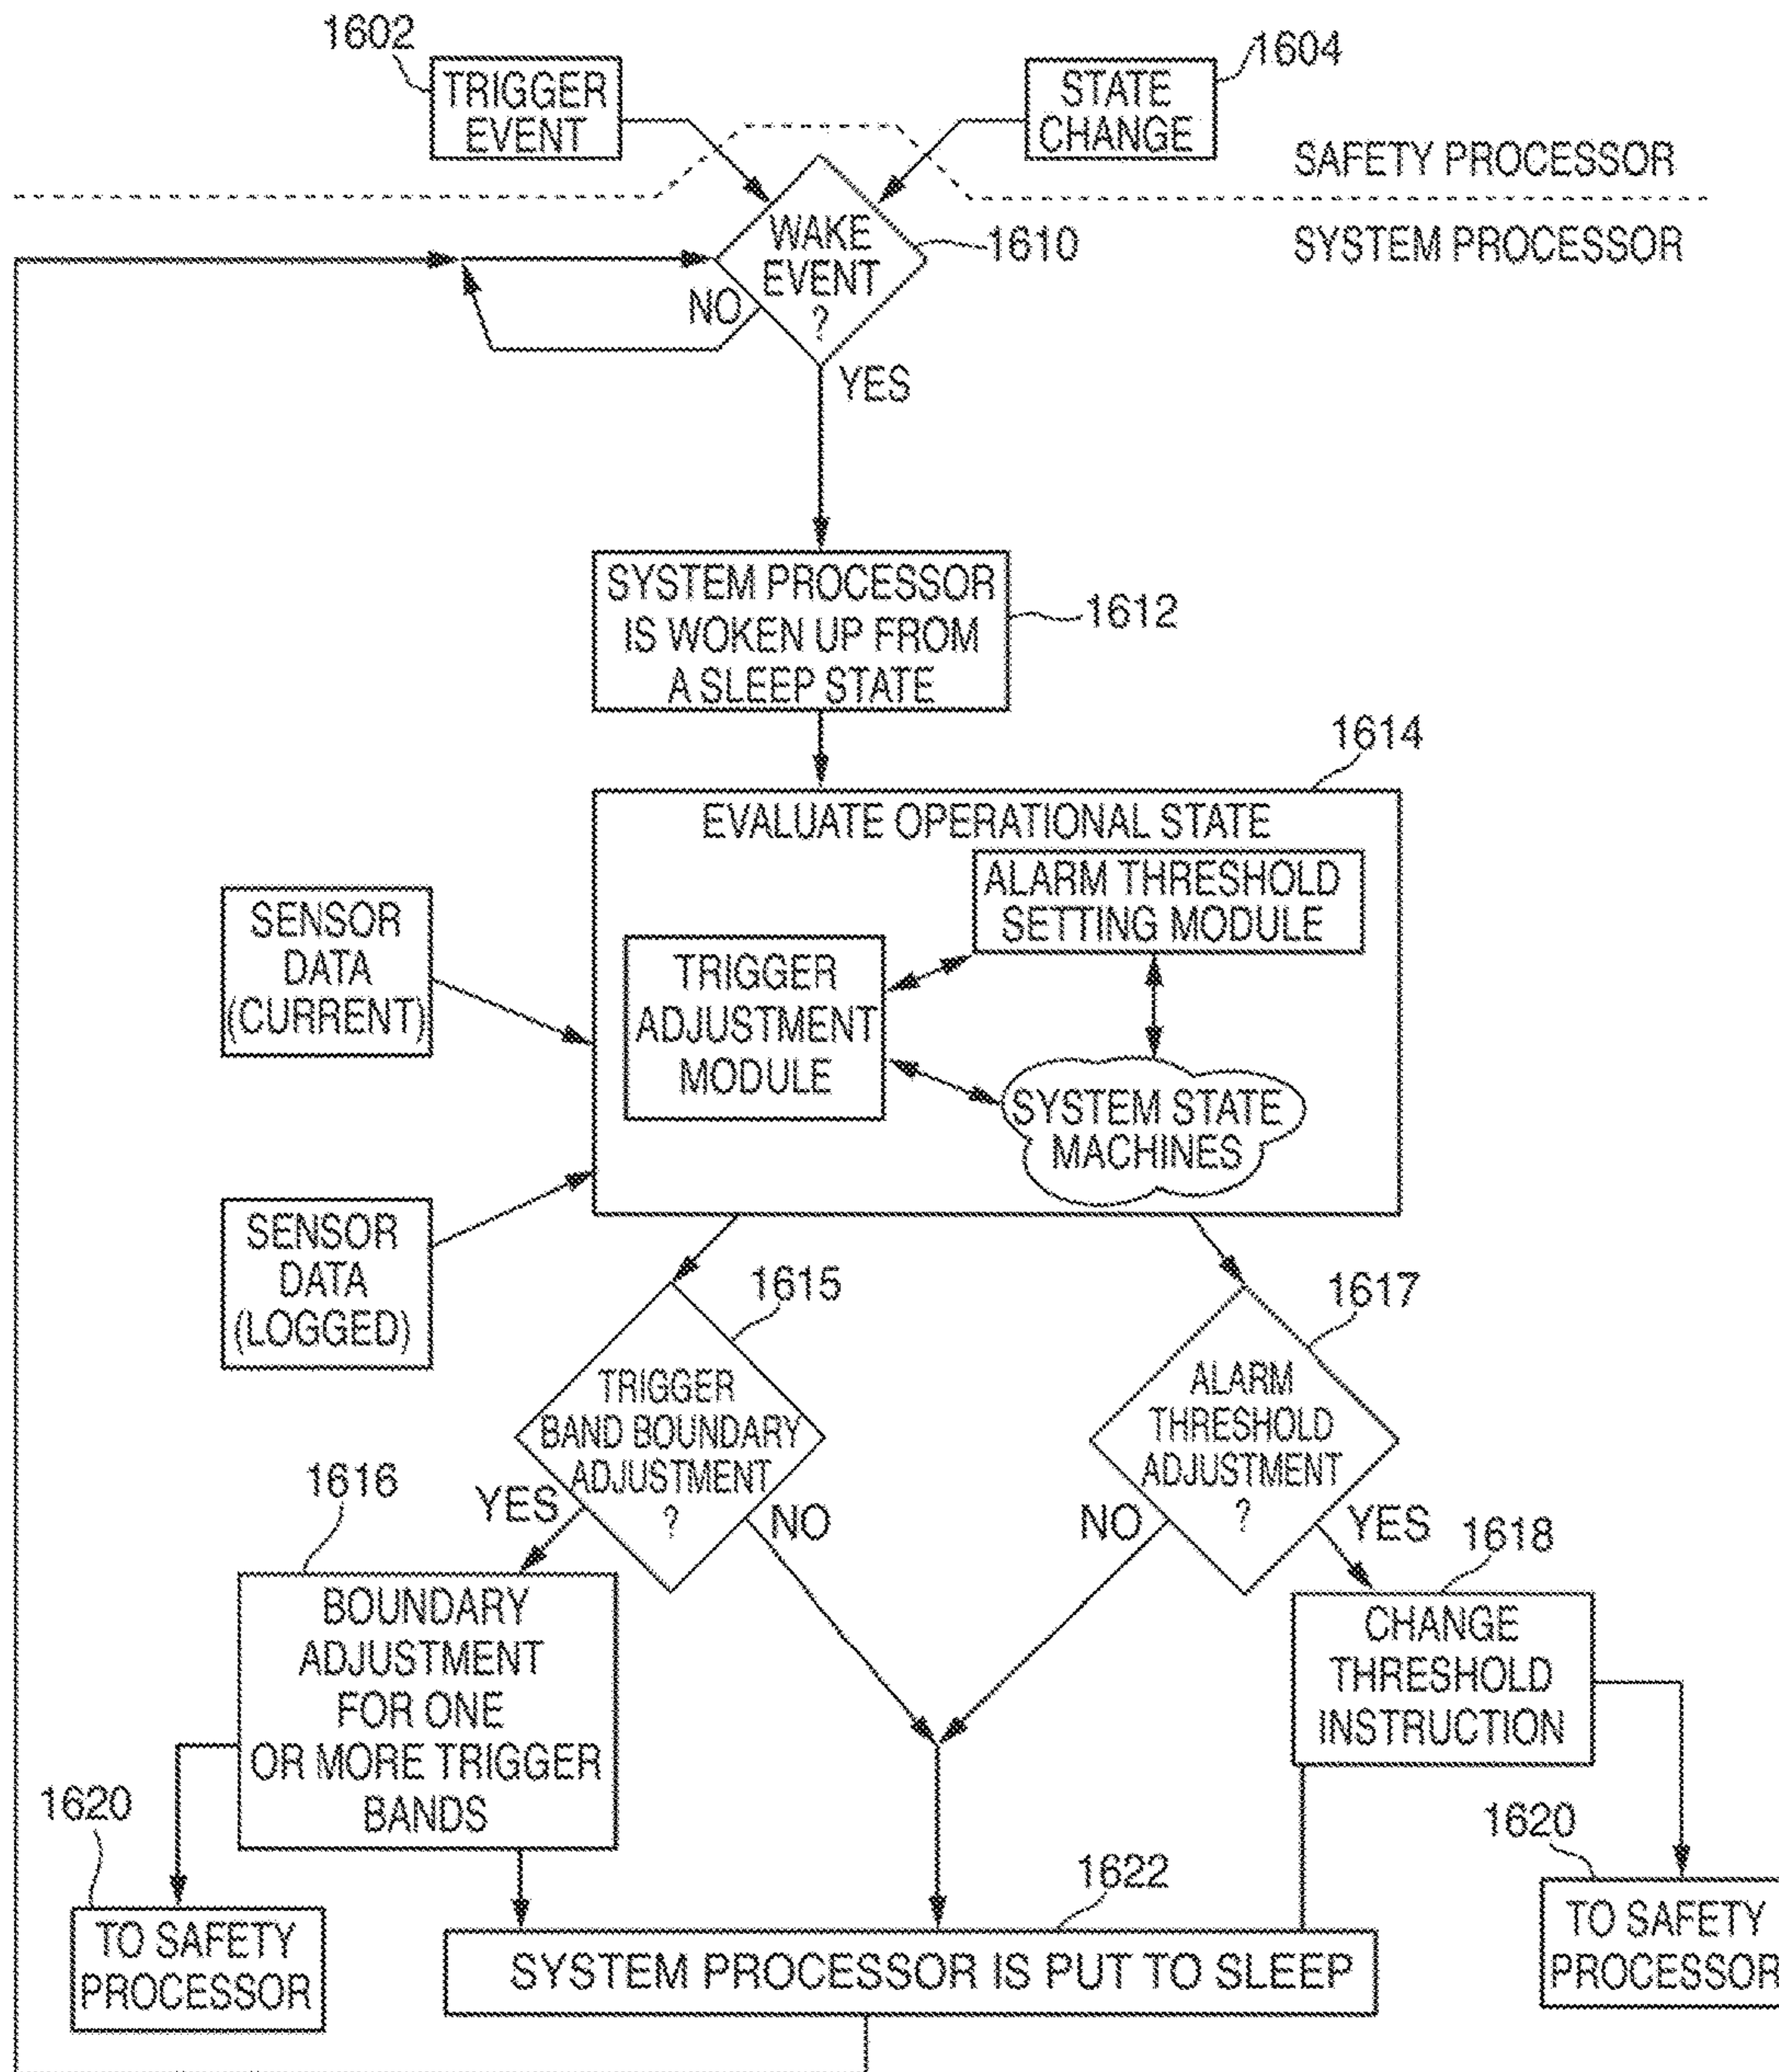 1602
TRIGGER
EVENT
1604
STATE
CHANGE
SAFETY PROCESSOR
SYSTEM PROCESSOR
WAKE
EVENT
?
1610
NO
YES
SYSTEM PROCESSOR
IS WOKEN UP FROM
A SLEEP STATE
1612
1614
EVALUATE OPERATIONAL STATE
ALARM THRESHOLD
SETTING MODULE
TRIGGER
ADJUSTMENT
MODULE
SYSTEM STATE
MACHINES
SENSOR
DATA
(CURRENT)
SENSOR
DATA
(LOGGED)
1615
TRIGGER
BAND BOUNDARY
ADJUSTMENT
?
YES
NO
1617
ALARM
THRESHOLD
ADJUSTMENT
?
NO
YES
1616
BOUNDARY
ADJUSTMENT
FOR ONE
OR MORE TRIGGER
BANDS
1618
CHANGE
THRESHOLD
INSTRUCTION
1620
TO SAFETY
PROCESSOR
1622
SYSTEM PROCESSOR IS PUT TO SLEEP
1620
TO SAFETY
PROCESSOR